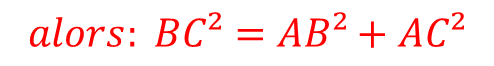 alors: BC² = AB² + AC²